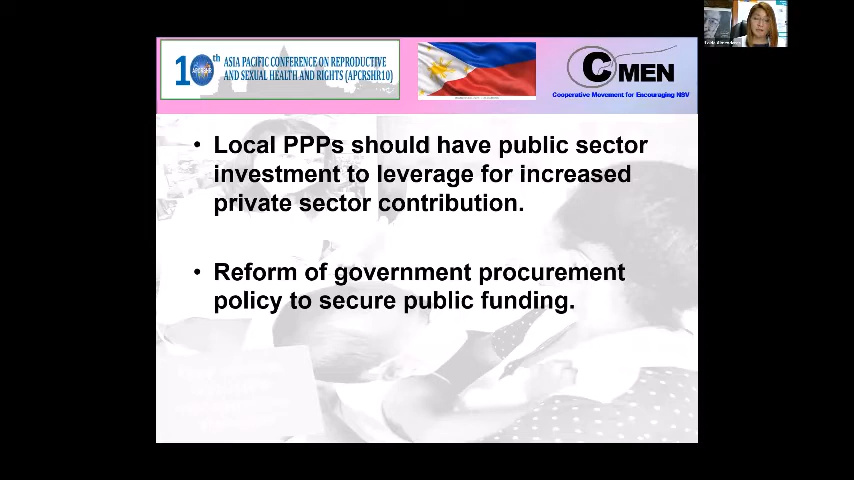 10th ASIA PACIFIC CONFERENCE ON REPRODUCTIVE
AND SEXUAL HEALTH AND RIGHTS (APCRSHR10)
APCRSHR
CMEN
Cooperative Movement for Encouraging NSV
• Local PPPs should have public sector
investment to leverage for increased
private sector contribution.
• Reform of government procurement
policy to secure public funding.